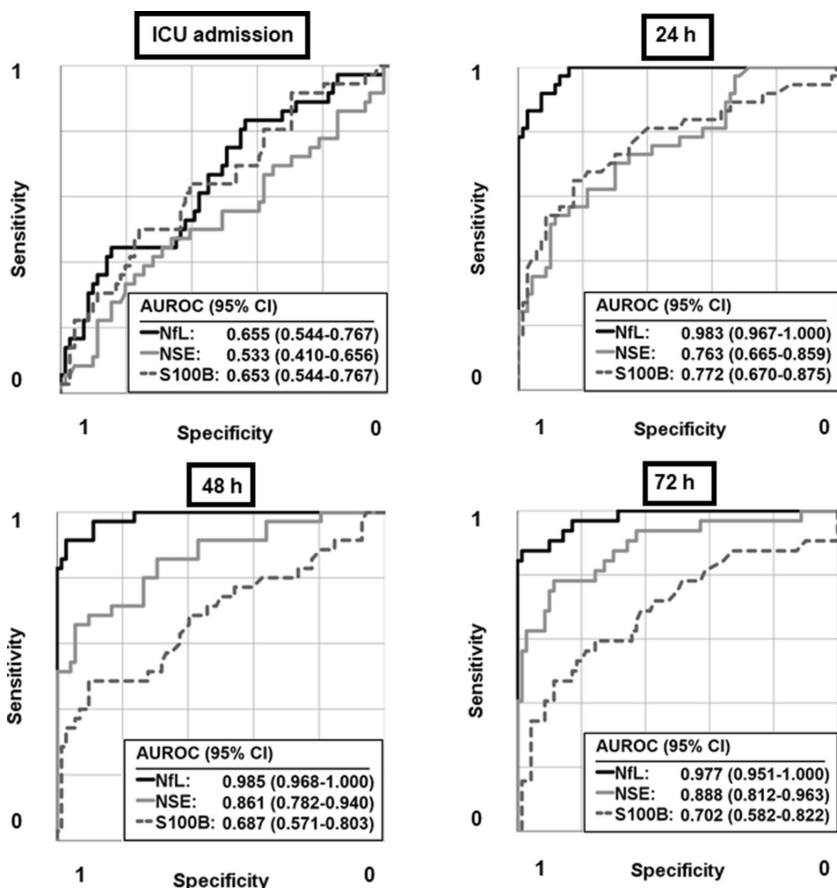 ICU admission
1
Sensitivity
0
AUROC (95% CI)
NfL: 0.655 (0.544-0.767)
NSE: 0.533 (0.410-0.656)
S100B: 0.653 (0.544-0.767)
1 Specificity 0
24 h
1
Sensitivity
0
AUROC (95% CI)
NfL: 0.983 (0.967-1.000)
NSE: 0.763 (0.665-0.859)
S100B: 0.772 (0.670-0.875)
1 Specificity 0
48 h
1
Sensitivity
0
AUROC (95% CI)
NfL: 0.985 (0.968-1.000)
NSE: 0.861 (0.782-0.940)
S100B: 0.687 (0.571-0.803)
1 Specificity 0
72 h
1
Sensitivity
0
AUROC (95% CI)
NfL: 0.977 (0.951-1.000)
NSE: 0.888 (0.812-0.963)
S100B: 0.702 (0.582-0.822)
1 Specificity 0